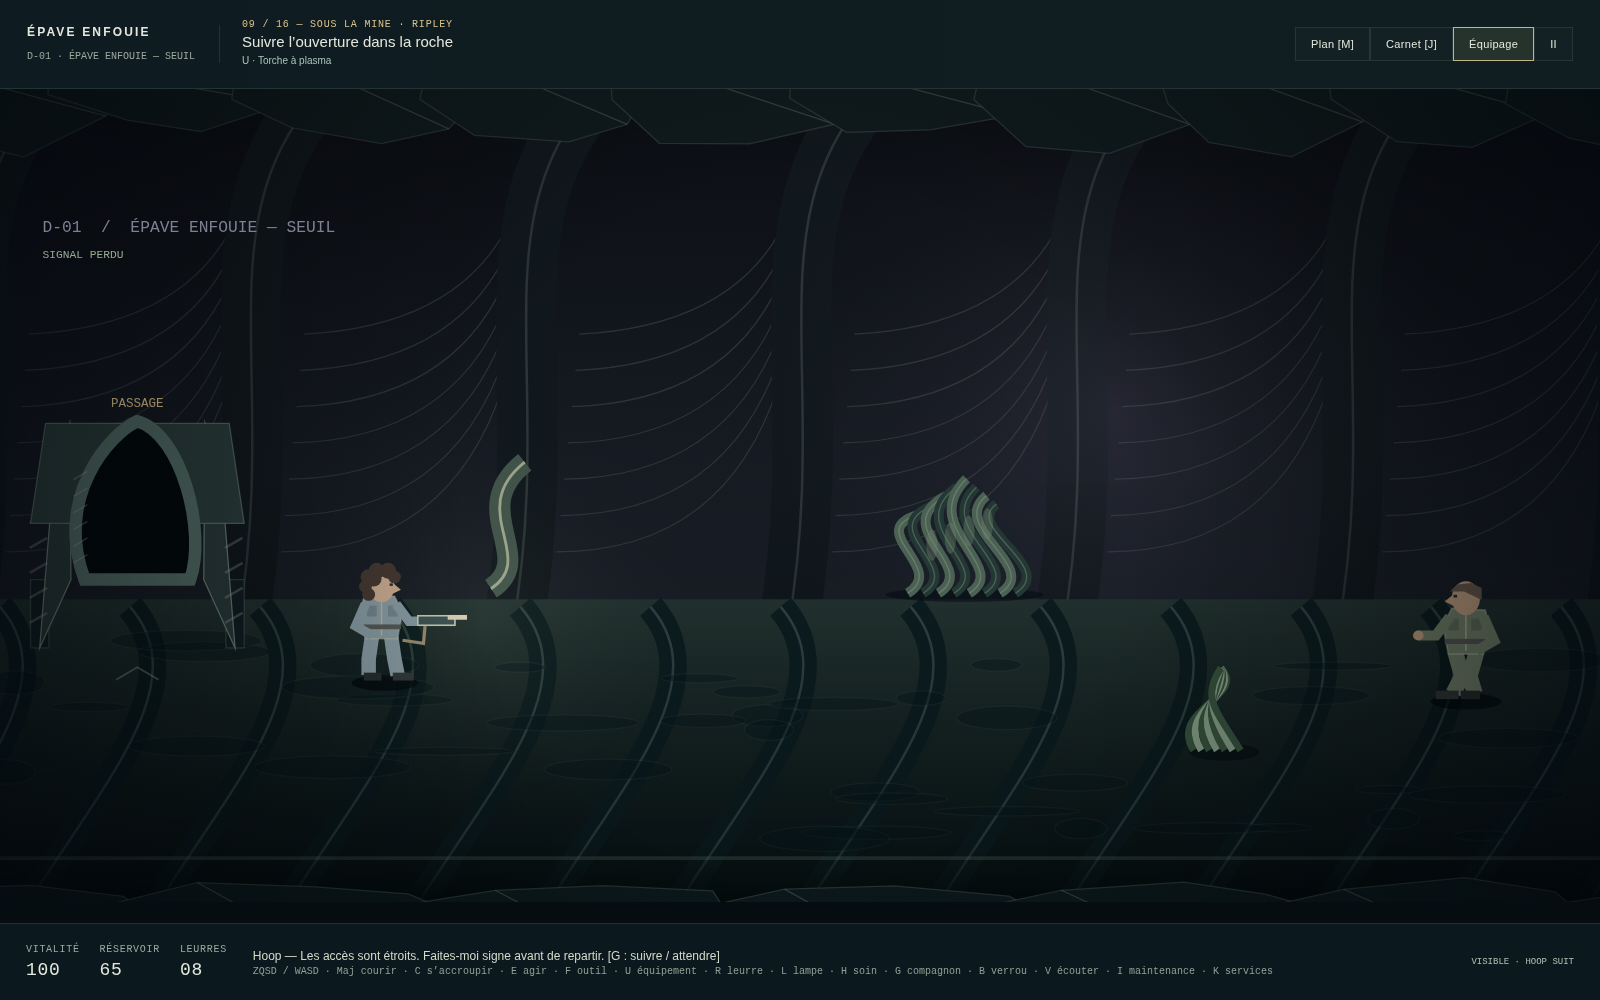 ÉPAVE ENFOUIE
D-01 · ÉPAVE ENFOUIE — SEUIL
09 / 16 — SOUS LA MINE · RIPLEY
Suivre l’ouverture dans la roche
U · Torche à plasma
Plan [M]
Carnet [J]
Équipage
II
D-01 / ÉPAVE ENFOUIE — SEUIL
SIGNAL PERDU
PASSAGE
VITALITÉ
100
RÉSERVOIR
65
LEURRES
08
Hoop — Les accès sont étroits. Faites-moi signe avant de repartir. [G : suivre / attendre]
ZQSD / WASD · Maj courir · C s’accroupir · E agir · F outil · U équipement · R leurre · L lampe · H soin · G compagnon · B verrou · V écouter · I maintenance · K services
VISIBLE · HOOP SUIT